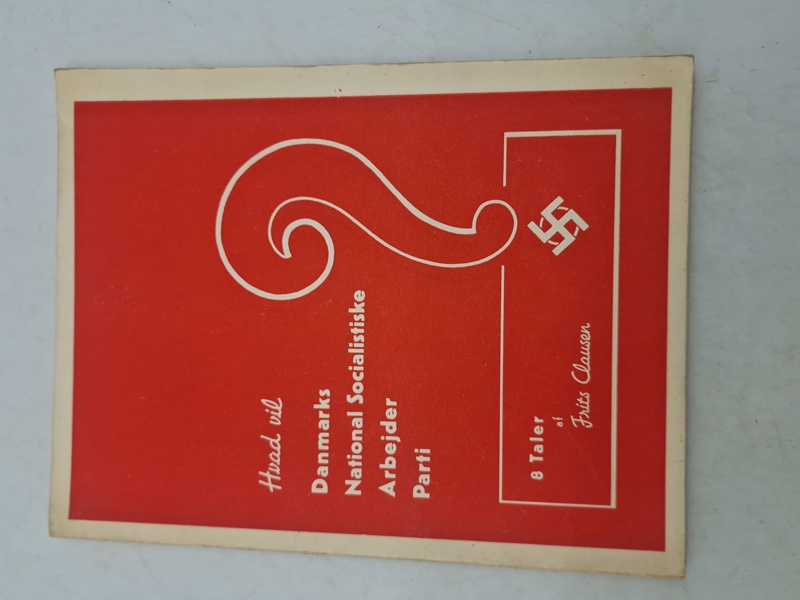 Hvad vil
Danmarks
National Socialistiske
Arbejder
Parti
8 Taler
af
Frits Clausen